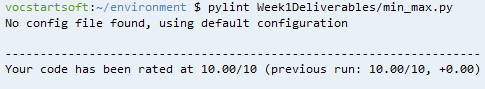 vocstartsoft:~/environment $ pylint Week1Deliverables/min_max.py
No config file found, using default configuration
--------------------------------------------------------------------
Your code has been rated at 10.00/10 (previous run: 10.00/10, +0.00)